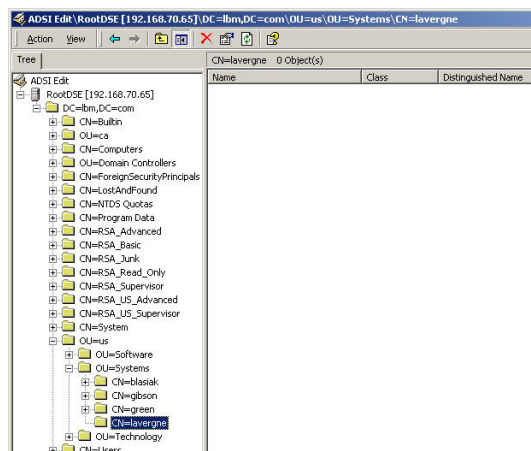 ADSI Edit\RootDSE [192.168.70.65]\DC=lbm,DC=com\OU=us\OU=Systems\CN=lavergne
Action View
Tree
CN=lavergne 0 Object(s)
Name Class Distinguished Name
ADSI Edit
RootDSE [192.168.70.65]
DC=lbm,DC=com
CN=Builtin
OU=ca
CN=Computers
OU=Domain Controllers
CN=ForeignSecurityPrincipals
CN=LostAndFound
CN=NTDS Quotas
CN=Program Data
CN=RSA_Advanced
CN=RSA_Basic
CN=RSA_Junk
CN=RSA_Read_Only
CN=RSA_Supervisor
CN=RSA_US_Advanced
CN=RSA_US_Supervisor
CN=System
OU=us
OU=Software
OU=Systems
CN=blasiak
CN=gibson
CN=green
CN=lavergne
OU=Technology
CN=Users